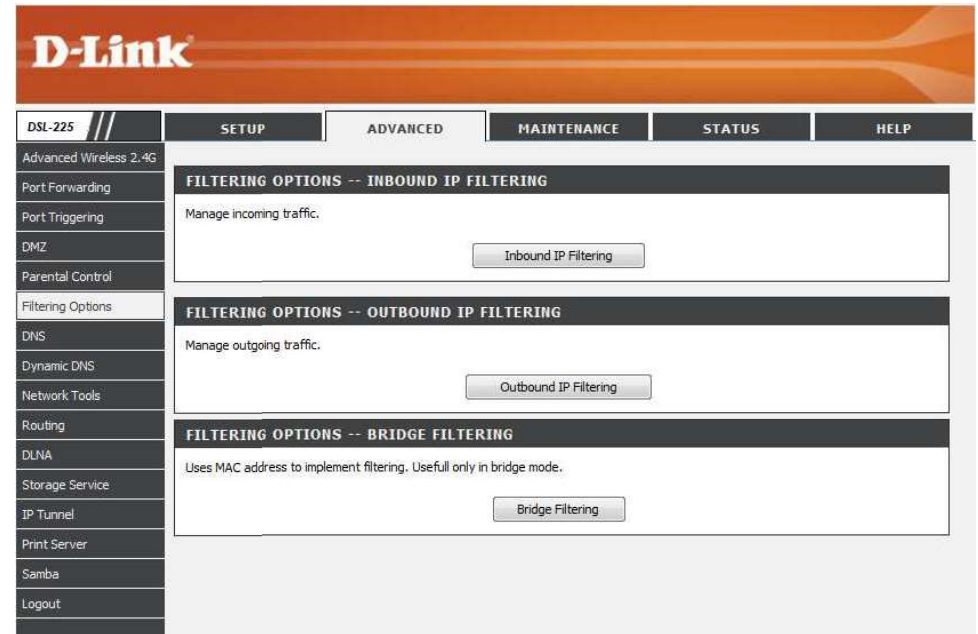 D-Link
DSL-225
SETUP
ADVANCED
MAINTENANCE
STATUS
HELP
Advanced Wireless 2.4G
Port Forwarding
Port Triggering
DMZ
Parental Control
Filtering Options
DNS
Dynamic DNS
Network Tools
Routing
DLNA
Storage Service
IP Tunnel
Print Server
Samba
Logout
FILTERING OPTIONS -- INBOUND IP FILTERING
Manage incoming traffic.
Inbound IP Filtering
FILTERING OPTIONS -- OUTBOUND IP FILTERING
Manage outgoing traffic.
Outbound IP Filtering
FILTERING OPTIONS -- BRIDGE FILTERING
Uses MAC address to implement filtering. Usefull only in bridge mode.
Bridge Filtering